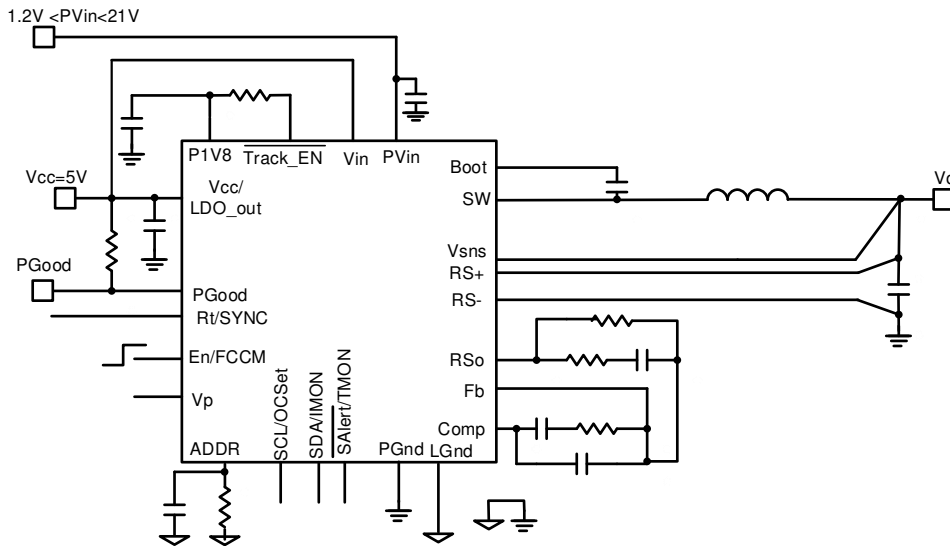 1.2V <PVin<21V
P1V8
Track_EN
Vin
PVin
Boot
Vcc=5V
Vcc/
LDO_out
SW
Vsns
PGood
RS+
PGood
RS-
Rt/SYNC
En/FCCM
RSo
Fb
Vp
Comp
ADDR
SCL/OCSet
SDA/IMON
SAlert/TMON
PGnd
LGnd